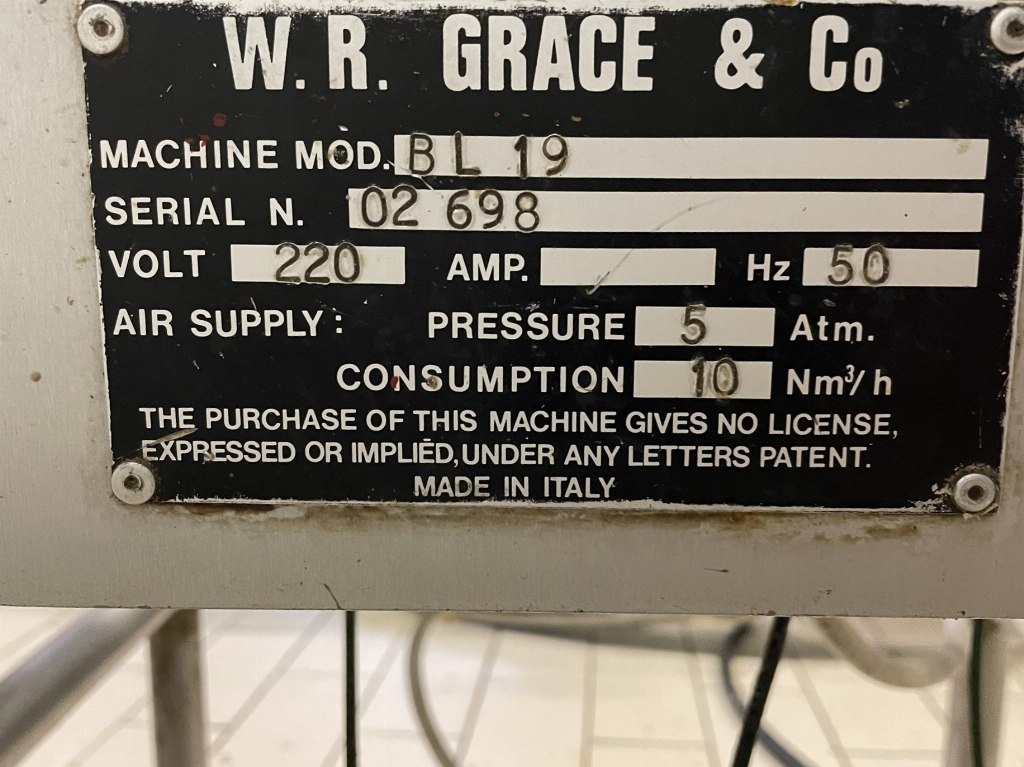 W. R. GRACE & Co
MACHINE MOD. BL 19
SERIAL N. 02 698
VOLT 220 AMP. Hz 50
AIR SUPPLY: PRESSURE 5 Atm.
CONSUMPTION 10 Nm³/h
THE PURCHASE OF THIS MACHINE GIVES NO LICENSE,
EXPRESSED OR IMPLIED, UNDER ANY LETTERS PATENT.
MADE IN ITALY